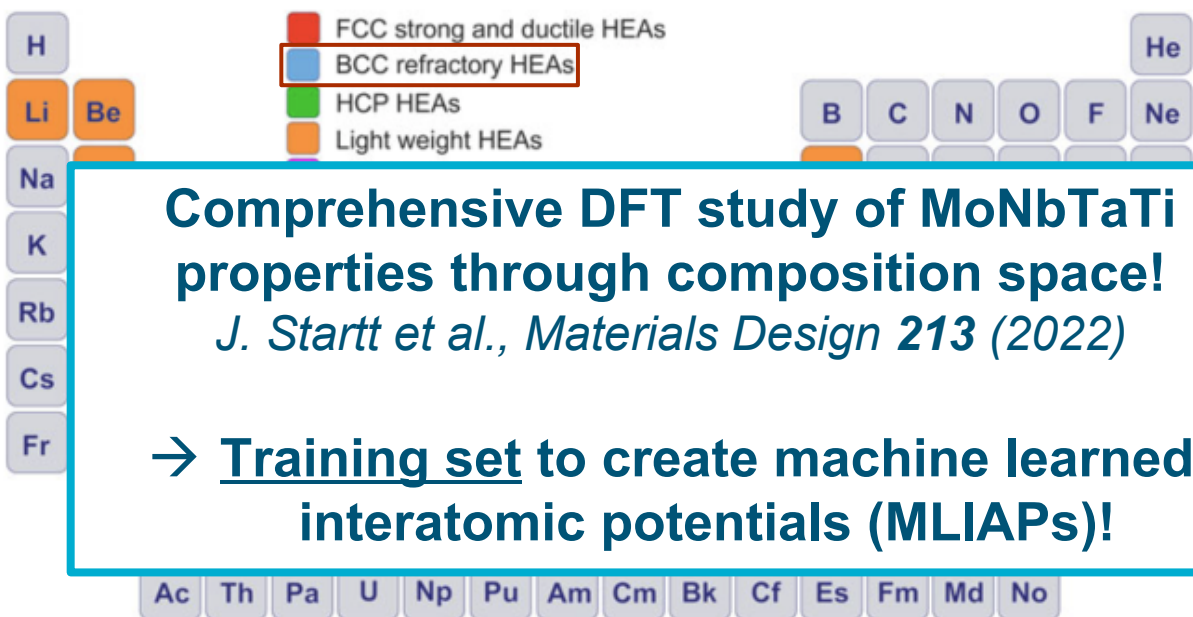 H
FCC strong and ductile HEAs
He
BCC refractory HEAs
Li Be
HCP HEAs
B C N O F Ne
Light weight HEAs
Na
Comprehensive DFT study of MoNbTaTi
K
properties through composition space!
Rb
J. Startt et al., Materials Design 213 (2022)
Cs
Fr
→ Training set to create machine learned
interatomic potentials (MLIAPs)!
Ac Th Pa U Np Pu Am Cm Bk Cf Es Fm Md No